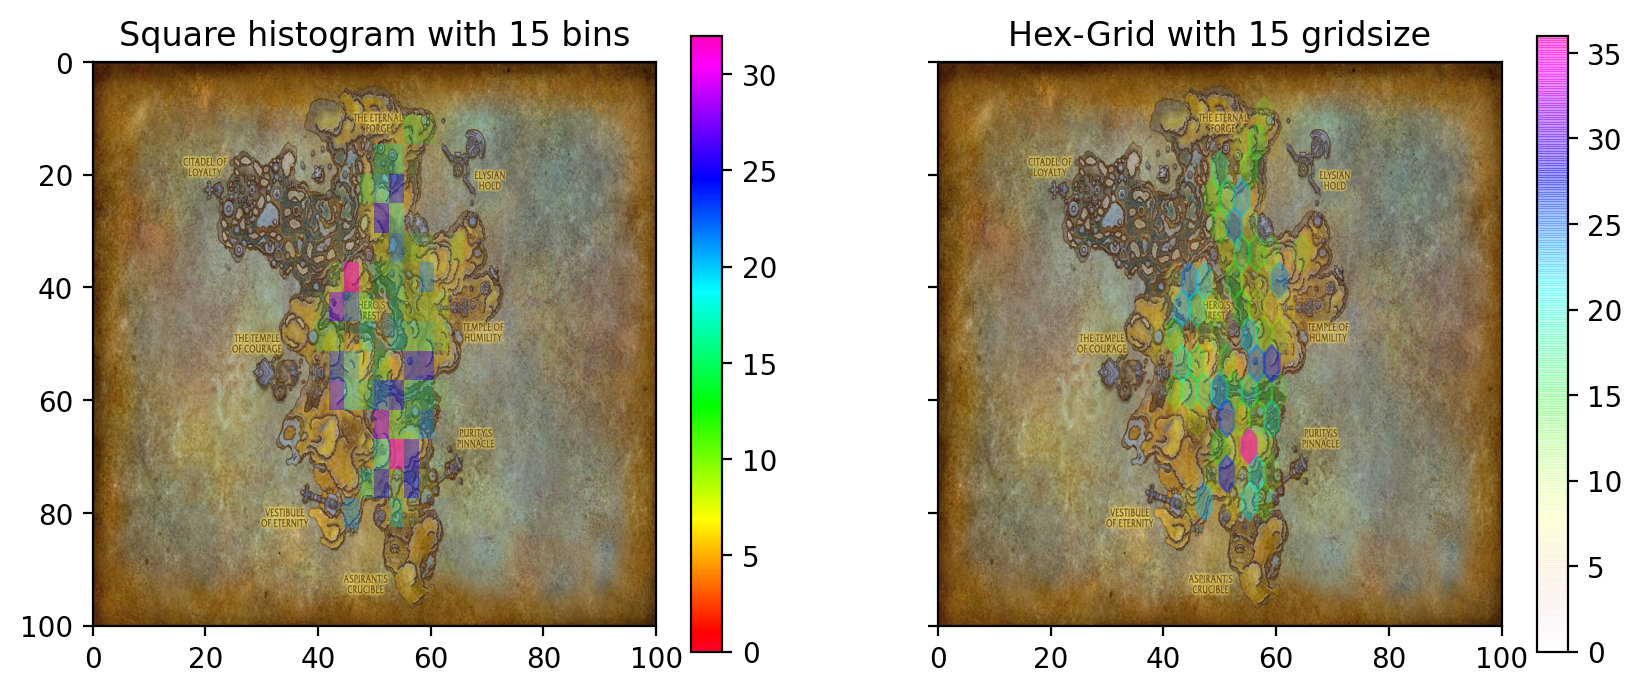 Square histogram with 15 bins
Hex-Grid with 15 gridsize
0
20
40
60
80
100
0
20
40
60
80
100
THE ETERNAL
FORGE
CITADEL OF
LOYALTY
ELYSIAN
HOLD
HERO'S
REST
TEMPLE OF
HUMILITY
THE TEMPLE
OF COURAGE
PURITY'S
PINNACLE
VESTIBULE
OF ETERNITY
ASPIRANT'S
CRUCIBLE
30
25
20
15
10
5
0
THE ETERNAL
FORGE
CITADEL OF
LOYALTY
ELYSIAN
HOLD
HERO'S
REST
TEMPLE OF
HUMILITY
THE TEMPLE
OF COURAGE
PURITY'S
PINNACLE
VESTIBULE
OF ETERNITY
ASPIRANT'S
CRUCIBLE
0
20
40
60
80
100
35
30
25
20
15
10
5
0